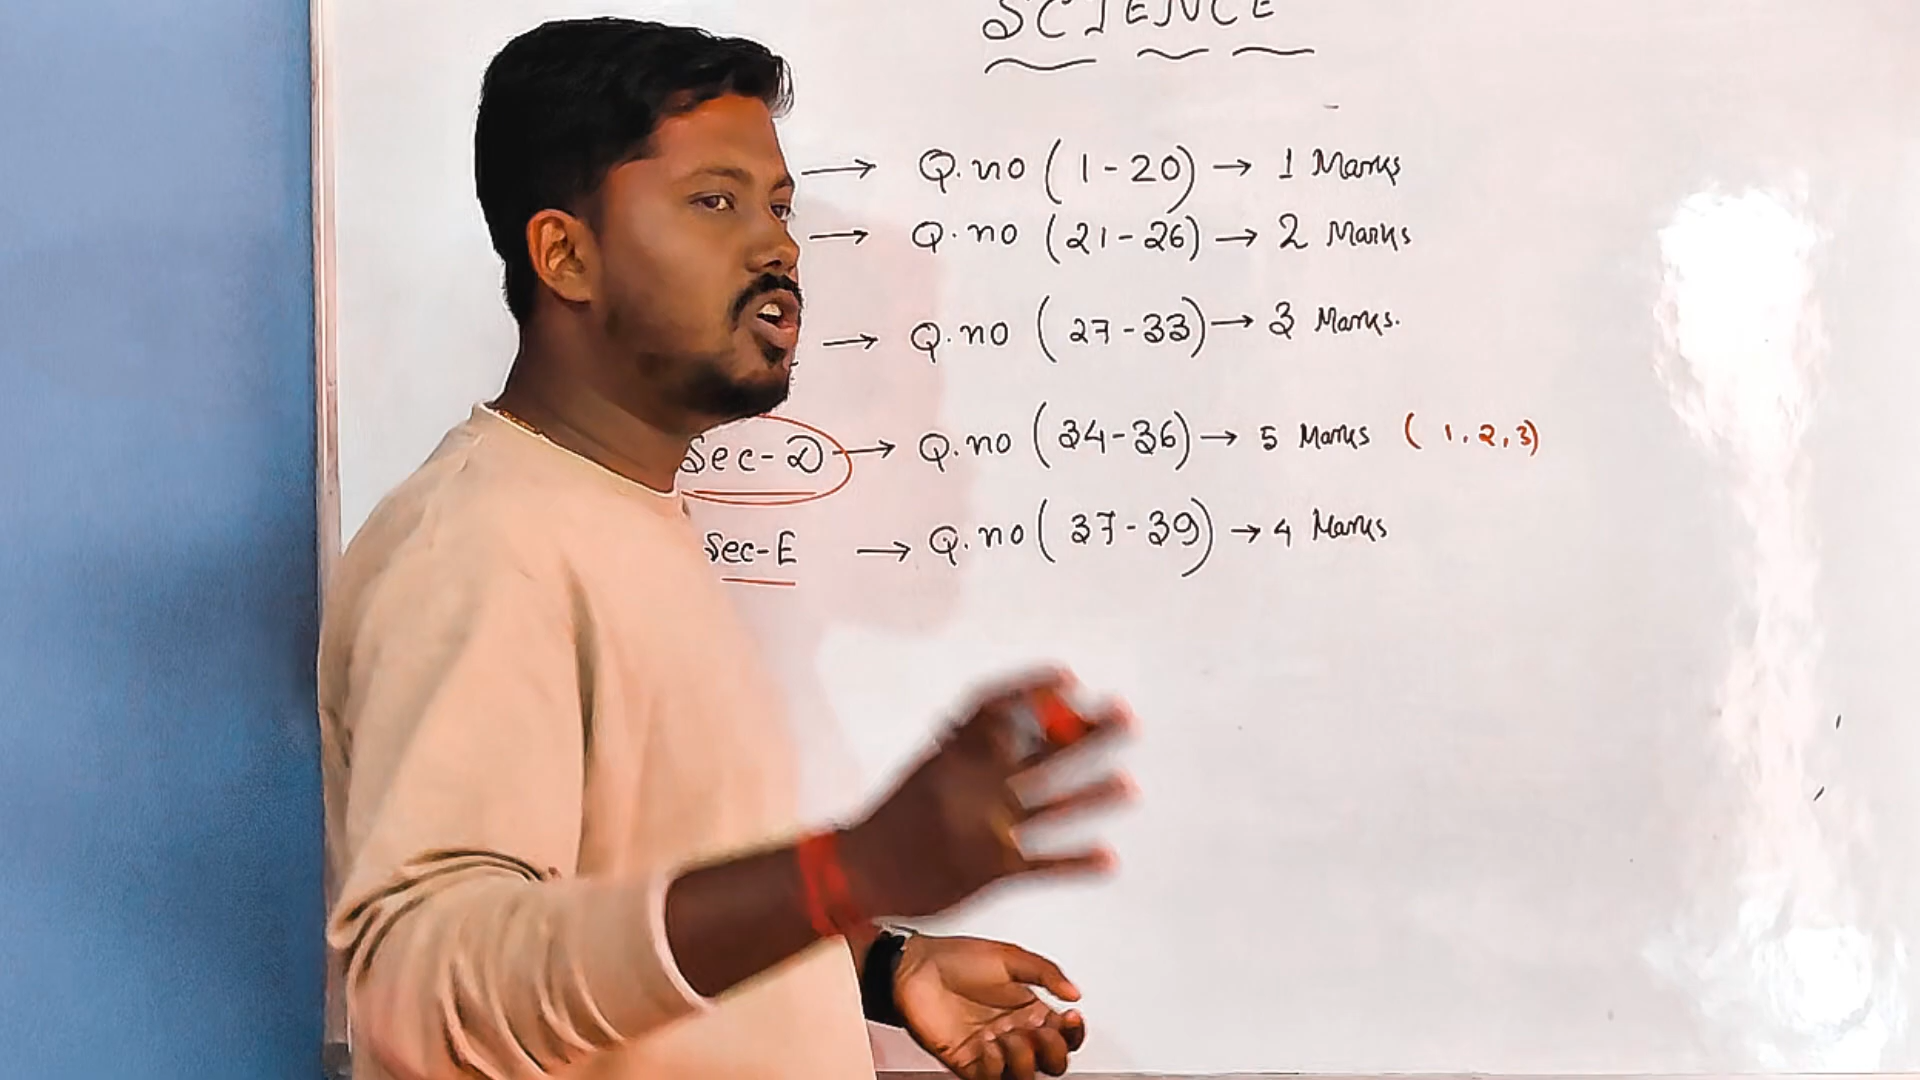 SCIENCE
→ Q.no (1-20) → 1 Marks
→ Q.no (21-26) → 2 Marks
→ Q.no (27-33) → 3 Marks.
Sec-D → Q.no (34-36) → 5 Marks (1,2,3)
Sec-E → Q.no (37-39) → 4 Marks